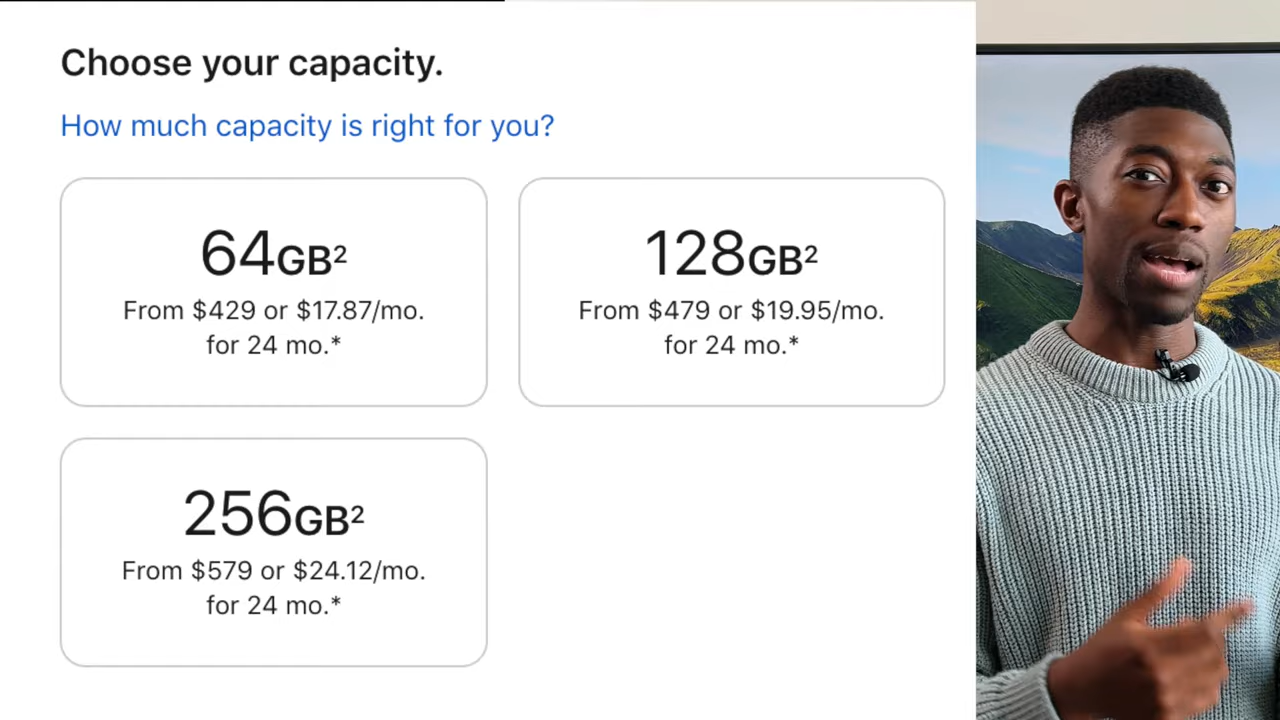 Choose your capacity.
How much capacity is right for you?
64GB²
From $429 or $17.87/mo.
for 24 mo.*
128GB²
From $479 or $19.95/mo.
for 24 mo.*
256GB²
From $579 or $24.12/mo.
for 24 mo.*